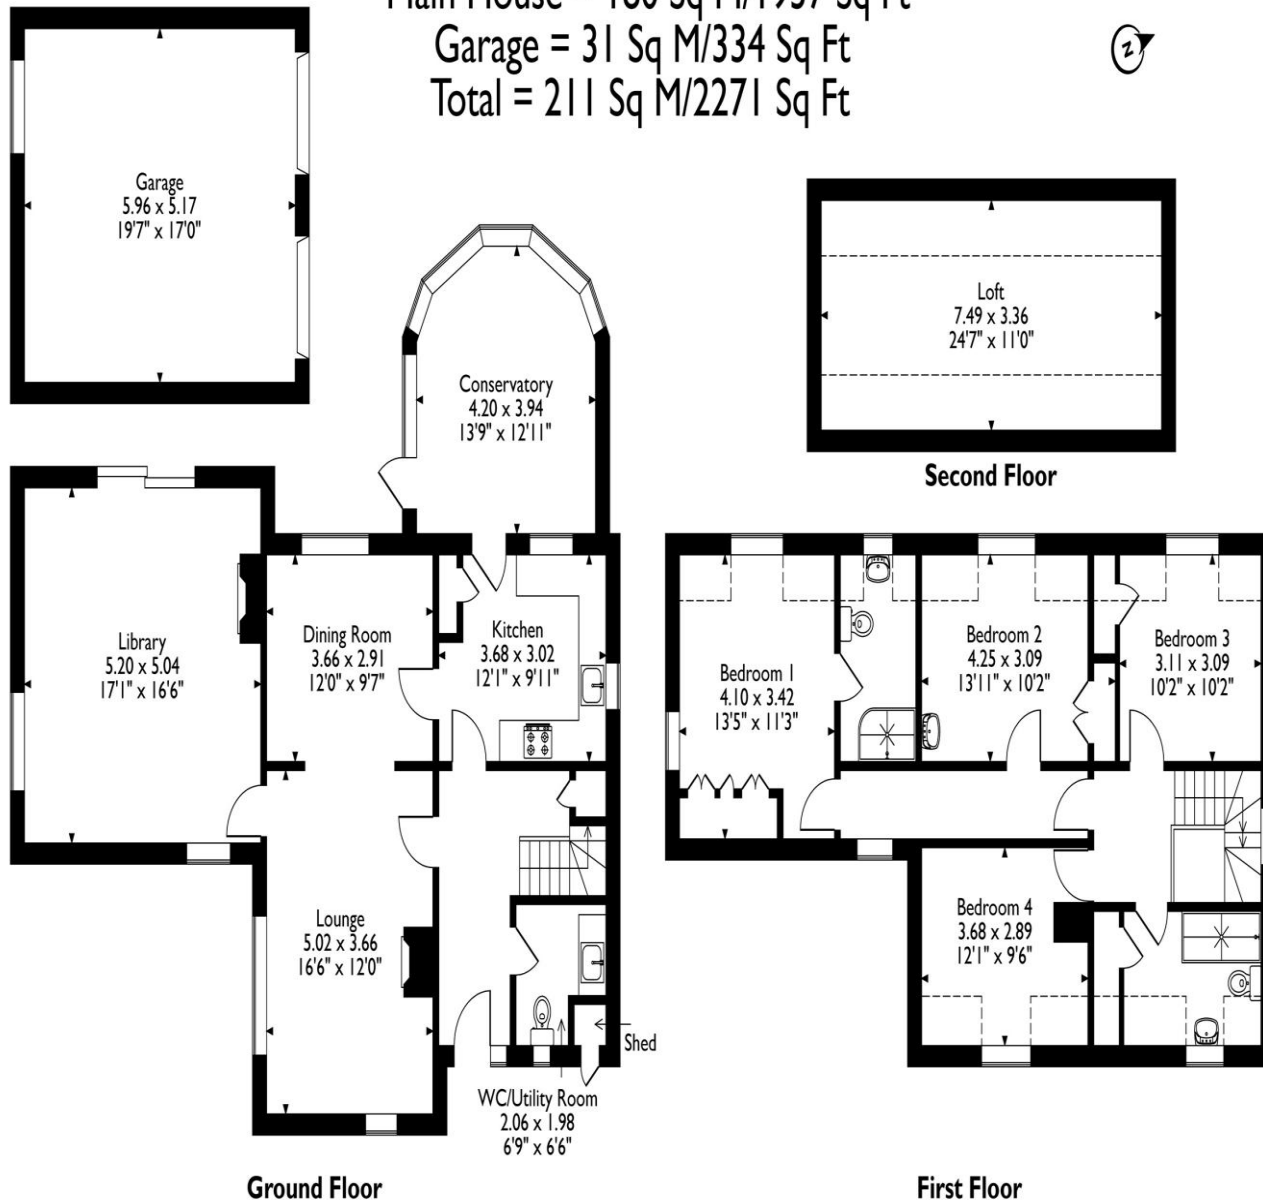 Main House = 180 Sq M/1937 Sq Ft
Garage = 31 Sq M/334 Sq Ft
Total = 211 Sq M/2271 Sq Ft
Z
Garage
5.96 x 5.17
19'7" x 17'0"
Loft
7.49 x 3.36
24'7" x 11'0"
Second Floor
Conservatory
4.20 x 3.94
13'9" x 12'11"
Library
5.20 x 5.04
17'1" x 16'6"
Dining Room
3.66 x 2.91
12'0" x 9'7"
Kitchen
3.68 x 3.02
12'1" x 9'11"
Lounge
5.02 x 3.66
16'6" x 12'0"
Shed
WC/Utility Room
2.06 x 1.98
6'9" x 6'6"
Ground Floor
Bedroom 1
4.10 x 3.42
13'5" x 11'3"
Bedroom 2
4.25 x 3.09
13'11" x 10'2"
Bedroom 3
3.11 x 3.09
10'2" x 10'2"
Bedroom 4
3.68 x 2.89
12'1" x 9'6"
First Floor